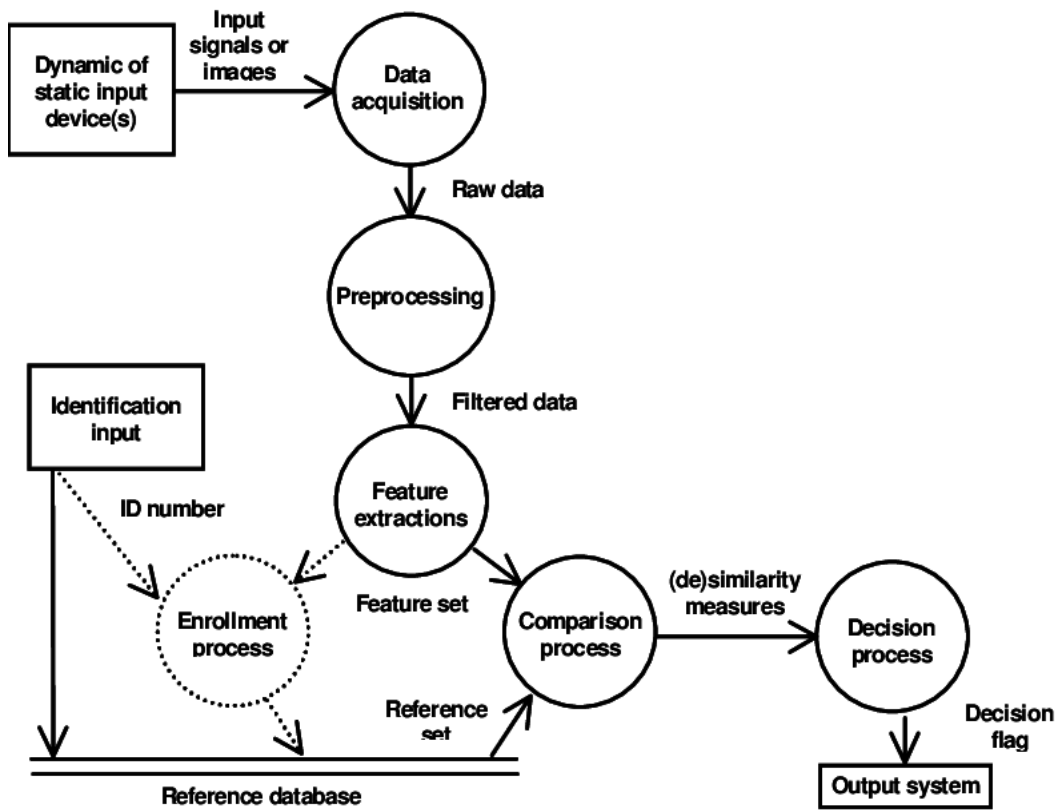 Dynamic of
static input
device(s)
Input
signals or
images
Data
acquisition
Raw data
Preprocessing
Filtered data
Identification
input
ID number
Feature
extractions
Feature set
Enrollment
process
Comparison
process
(de)similarity
measures
Decision
process
Reference
set
Decision
flag
Output system
Reference database